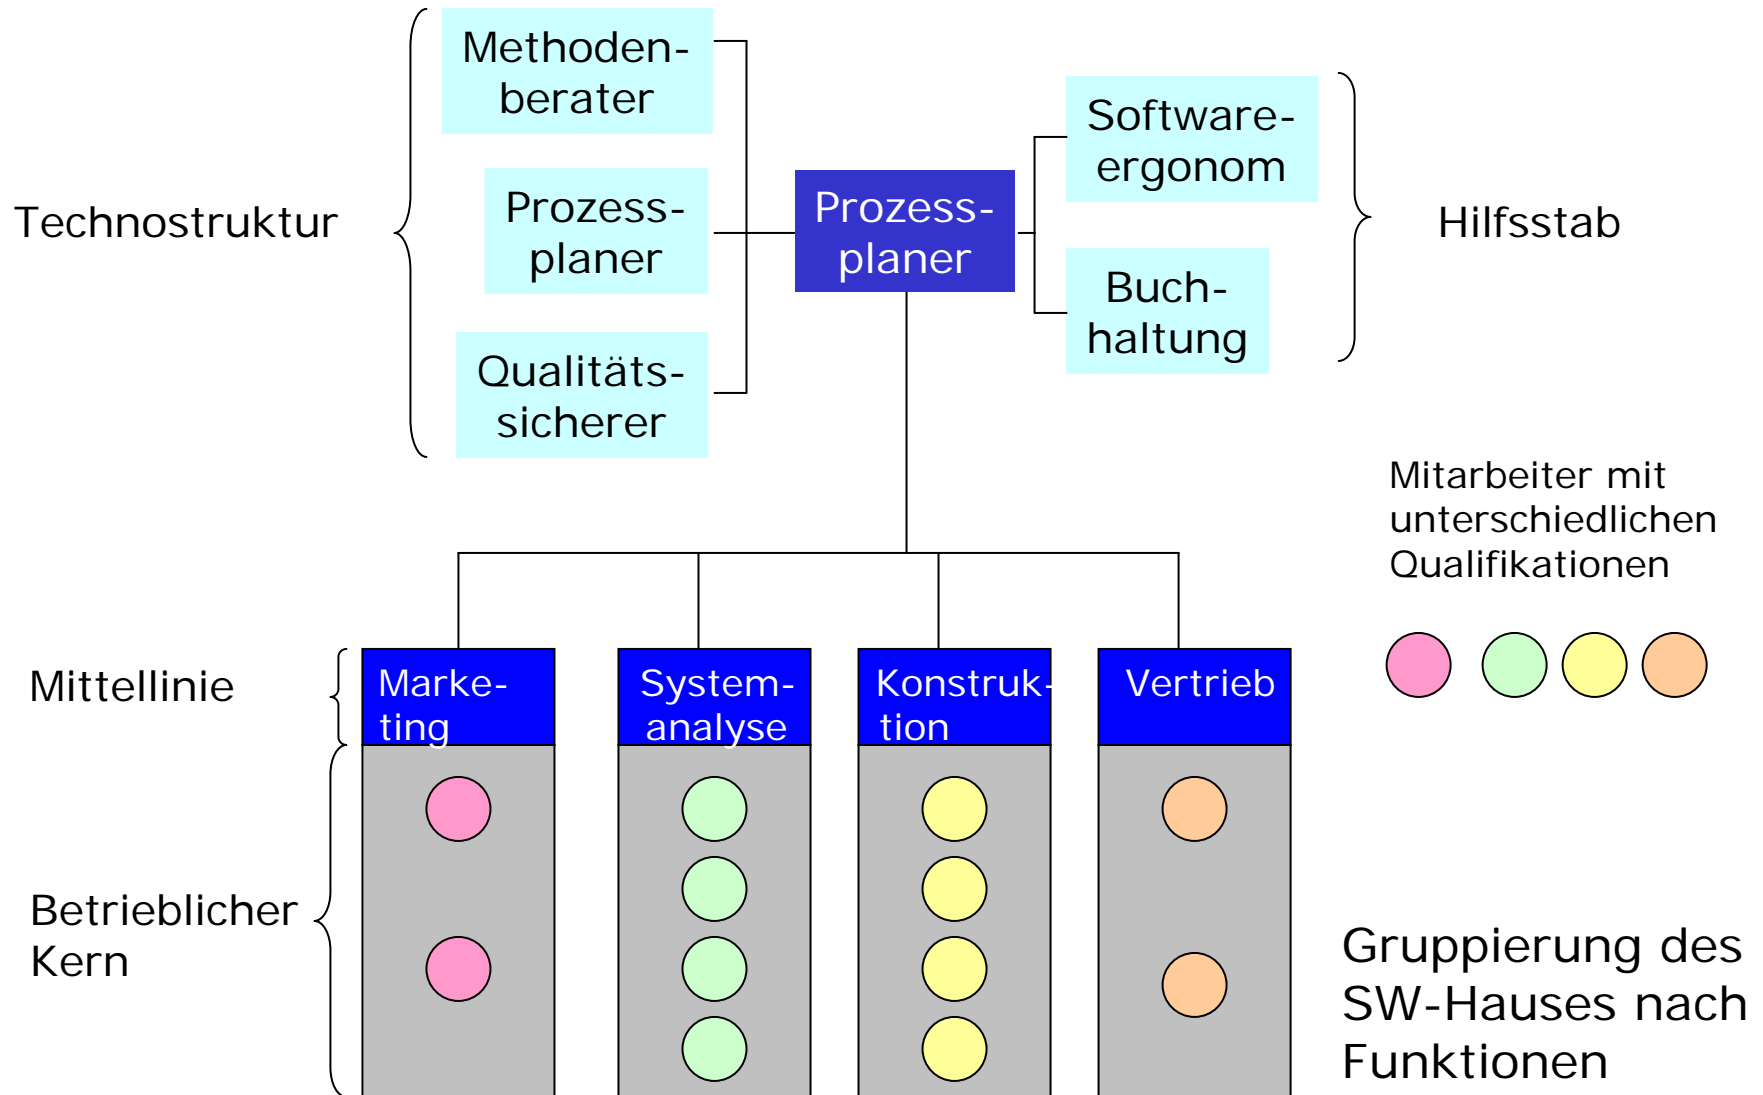 Technostruktur
Methoden-
berater
Prozess-
planer
Qualitäts-
sicherer
Prozess-
planer
Software-
ergonom
Buch-
haltung
Hilfsstab
Mitarbeiter mit
unterschiedlichen
Qualifikationen
Mittellinie
Marke-
ting
System-
analyse
Konstruk-
tion
Vertrieb
Betrieblicher
Kern
Gruppierung des
SW-Hauses nach
Funktionen